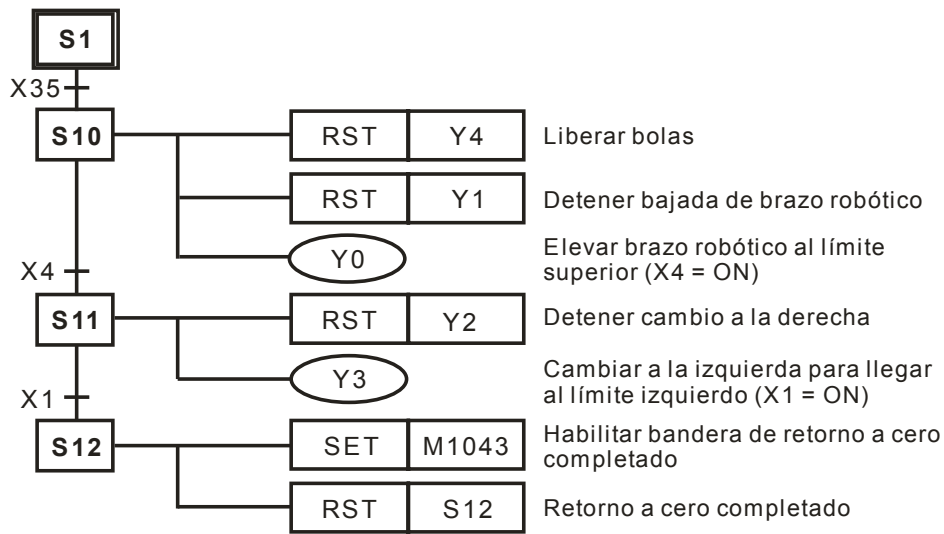 S1
X35
S10 RST Y4 Liberar bolas
RST Y1 Detener bajada de brazo robótico
Y0 Elevar brazo robótico al límite
superior (X4 = ON)
X4
S11 RST Y2 Detener cambio a la derecha
Y3 Cambiar a la izquierda para llegar
al límite izquierdo (X1 = ON)
X1
S12 SET M1043 Habilitar bandera de retorno a cero
completado
RST S12 Retorno a cero completado